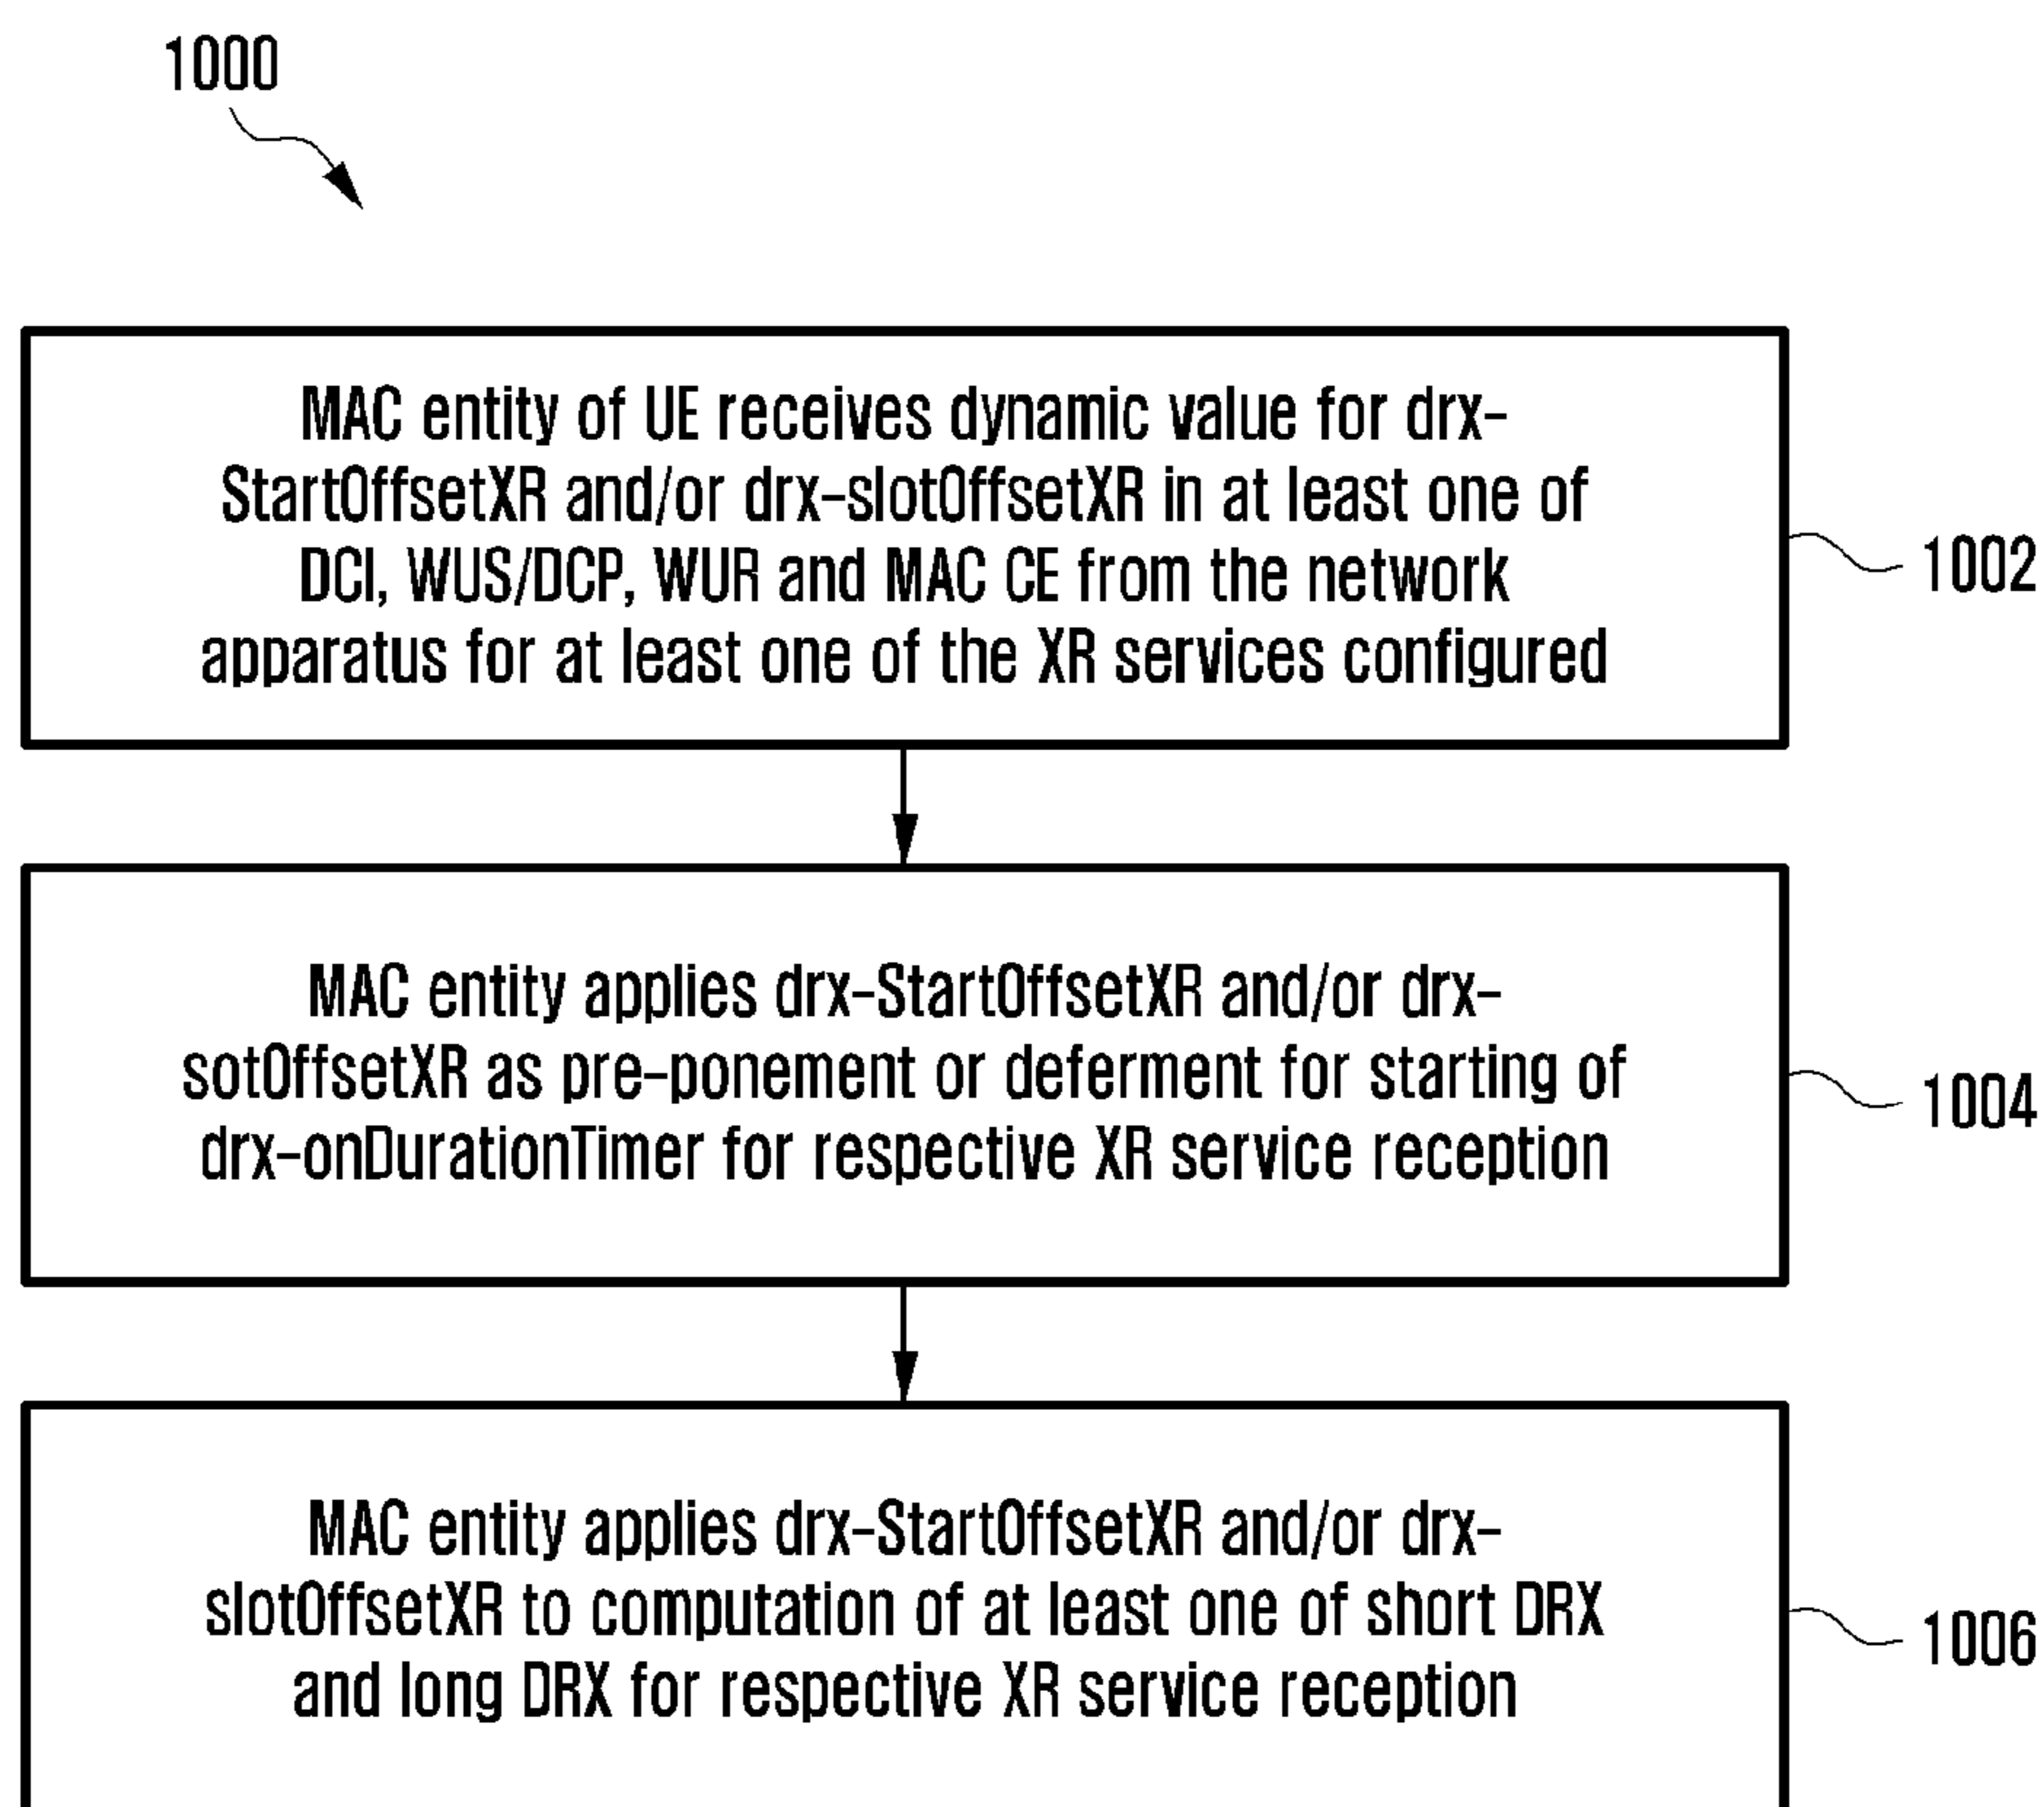 1000
MAC entity of UE receives dynamic value for drx-
StartOffsetXR and/or drx-slotOffsetXR in at least one of
DCI, WUS/DCP, WUR and MAC CE from the network
apparatus for at least one of the XR services configured
1002
MAC entity applies drx-StartOffsetXR and/or drx-
sotOffsetXR as pre-ponement or deferment for starting of
drx-onDurationTimer for respective XR service reception
1004
MAC entity applies drx-StartOffsetXR and/or drx-
slotOffsetXR to computation of at least one of short DRX
and long DRX for respective XR service reception
1006